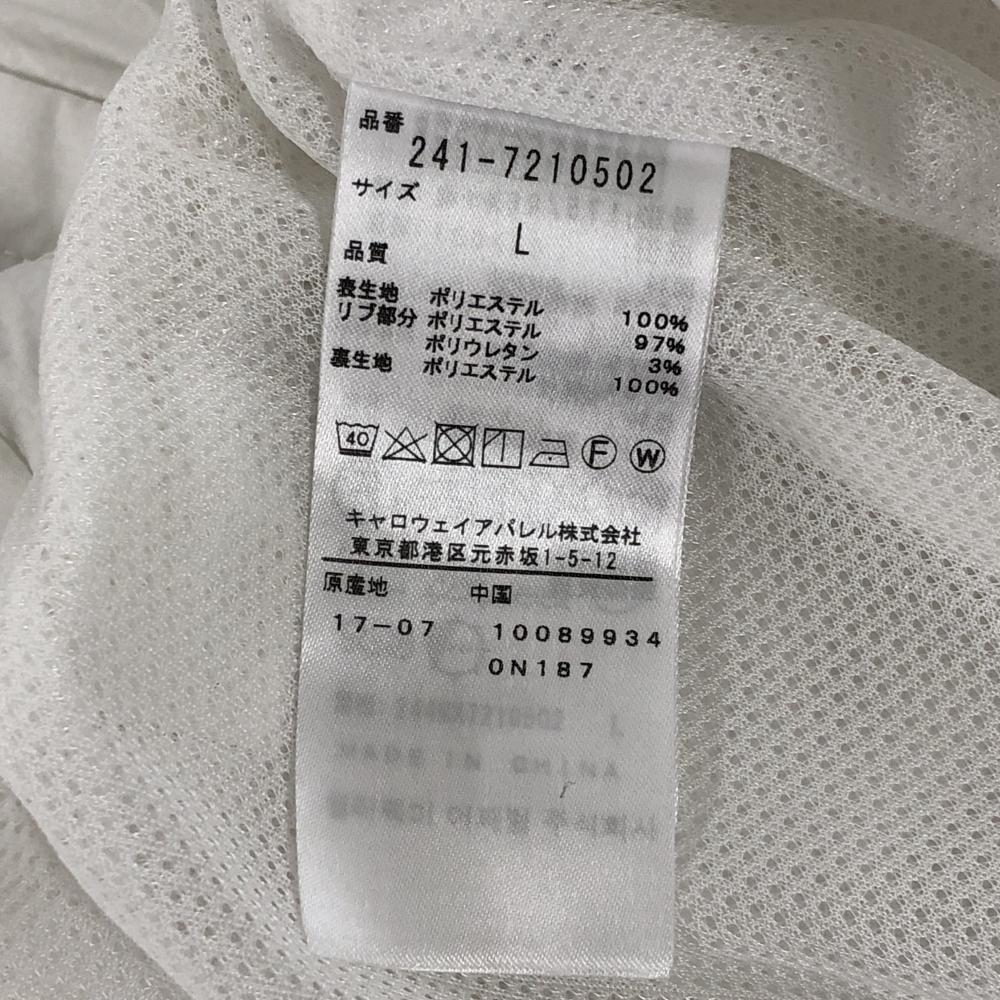 品番
241-7210502
サイズ
L
品質
表生地 ポリエステル 100%
リブ部分 ポリエステル 97%
ポリウレタン 3%
裏生地 ポリエステル 100%
40 F W
キャロウェイアパレル株式会社
東京都港区元赤坂1-5-12
原産地 中国
17-07 10089934
0N187
MADE IN CHINA